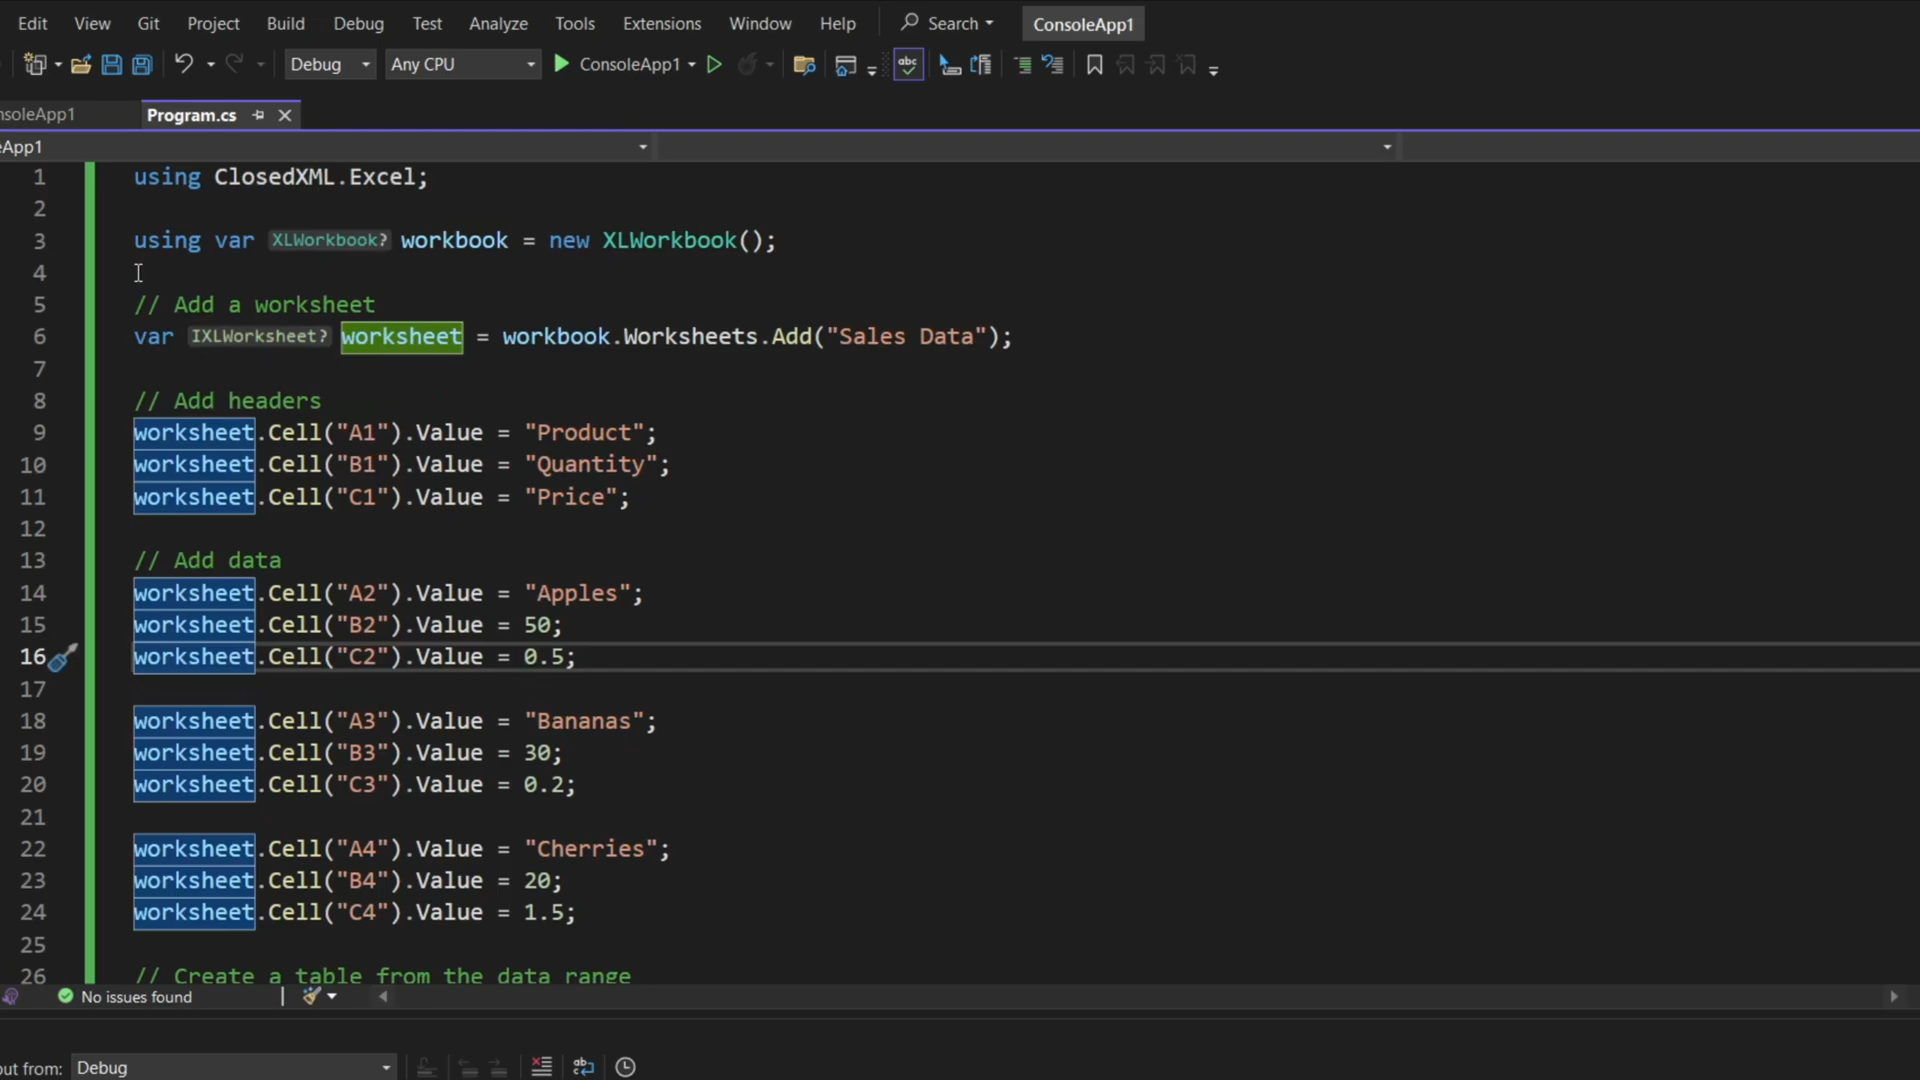 Edit View Git Project Build Debug Test Analyze Tools Extensions Window Help Search ConsoleApp1
Debug Any CPU ConsoleApp1 abc
nsoleApp1 Program.cs
eApp1
1 using ClosedXML.Excel;
2
3 using var XLWorkbook? workbook = new XLWorkbook();
4
5 // Add a worksheet
6 var IXLWorksheet? worksheet = workbook.Worksheets.Add("Sales Data");
7
8 // Add headers
9 worksheet.Cell("A1").Value = "Product";
10 worksheet.Cell("B1").Value = "Quantity";
11 worksheet.Cell("C1").Value = "Price";
12
13 // Add data
14 worksheet.Cell("A2").Value = "Apples";
15 worksheet.Cell("B2").Value = 50;
16 worksheet.Cell("C2").Value = 0.5;
17
18 worksheet.Cell("A3").Value = "Bananas";
19 worksheet.Cell("B3").Value = 30;
20 worksheet.Cell("C3").Value = 0.2;
21
22 worksheet.Cell("A4").Value = "Cherries";
23 worksheet.Cell("B4").Value = 20;
24 worksheet.Cell("C4").Value = 1.5;
25
26 // Create a table from the data range
No issues found
out from: Debug